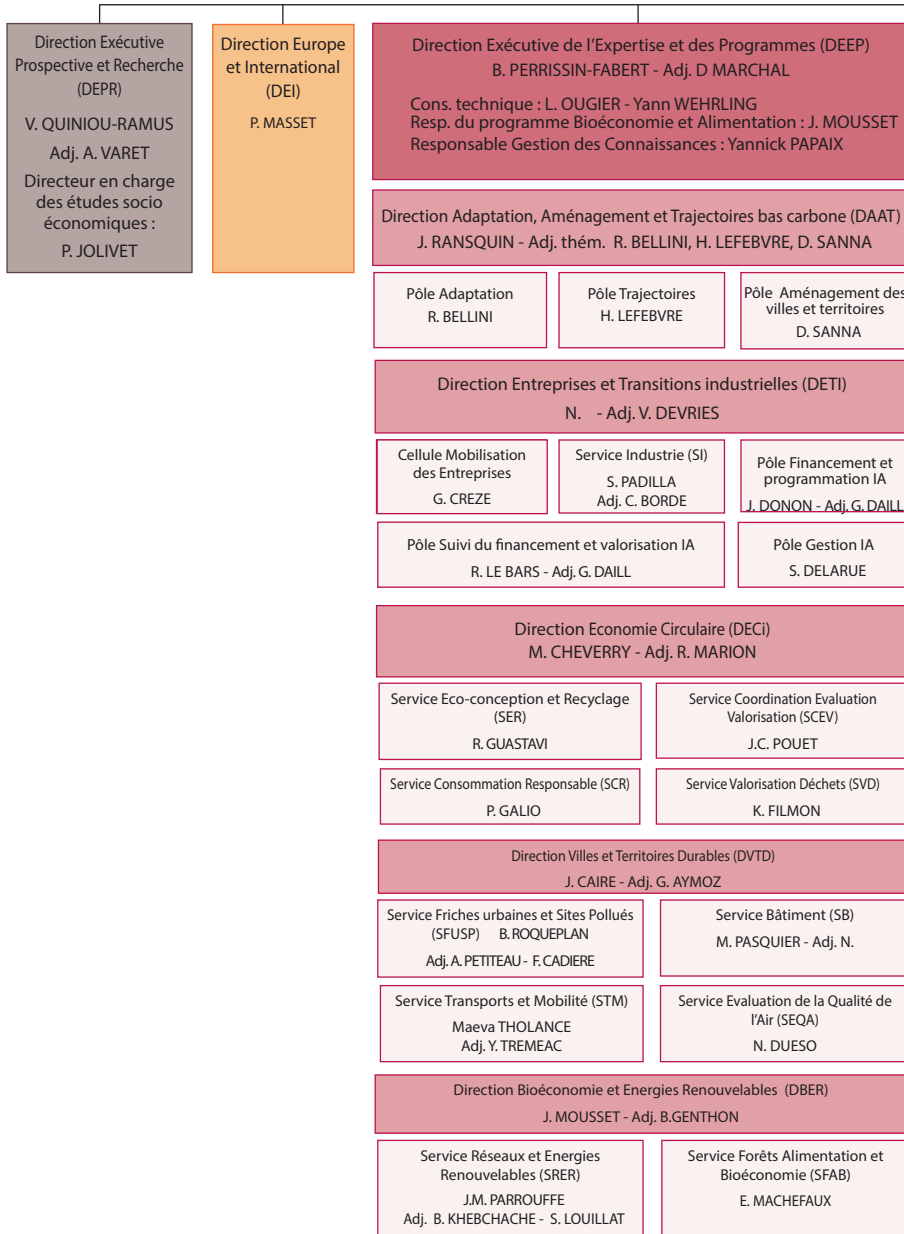 Direction Exécutive
Prospective et Recherche
(DEPR)
V. QUINIOU-RAMUS
Adj. A. VARET
Directeur en charge
des études socio
économiques :
P. JOLIVET
Direction Europe
et International
(DEI)
P. MASSET
Direction Exécutive de l'Expertise et des Programmes (DEEP)
B. PERRISSIN-FABERT - Adj. D MARCHAL
Cons. technique : L. OUGIER - Yann WEHRLING
Resp. du programme Bioéconomie et Alimentation : J. MOUSSET
Responsable Gestion des Connaissances : Yannick PAPAIX
Direction Adaptation, Aménagement et Trajectoires bas carbone (DAAT)
J. RANSQUIN - Adj. thém. R. BELLINI, H. LEFEBVRE, D. SANNA
Pôle Adaptation
R. BELLINI
Pôle Trajectoires
H. LEFEBVRE
Pôle Aménagement des
villes et territoires
D. SANNA
Direction Entreprises et Transitions industrielles (DETI)
N. - Adj. V. DEVRIES
Cellule Mobilisation
des Entreprises
G. CREZE
Service Industrie (SI)
S. PADILLA
Adj. C. BORDE
Pôle Financement et
programmation IA
J. DONON - Adj. G. DAILL
Pôle Suivi du financement et valorisation IA
R. LE BARS - Adj. G. DAILL
Pôle Gestion IA
S. DELARUE
Direction Economie Circulaire (DECi)
M. CHEVERRY - Adj. R. MARION
Service Eco-conception et Recyclage
(SER)
R. GUASTAVI
Service Coordination Evaluation
Valorisation (SCEV)
J.C. POUET
Service Consommation Responsable (SCR)
P. GALIO
Service Valorisation Déchets (SVD)
K. FILMON
Direction Villes et Territoires Durables (DVTD)
J. CAIRE - Adj. G. AYMOZ
Service Friches urbaines et Sites Pollués
(SFUSP) B. ROQUEPLAN
Adj. A. PETITEAU - F. CADIERE
Service Bâtiment (SB)
M. PASQUIER - Adj. N.
Service Transports et Mobilité (STM)
Maeva THOLANCE
Adj. Y. TREMEAC
Service Evaluation de la Qualité de
l'Air (SEQA)
N. DUESO
Direction Bioéconomie et Energies Renouvelables (DBER)
J. MOUSSET - Adj. B.GENTHON
Service Réseaux et Energies
Renouvelables (SRER)
J.M. PARROUFFE
Adj. B. KHEBCHACHE - S. LOUILLAT
Service Forêts Alimentation et
Bioéconomie (SFAB)
E. MACHEFAUX